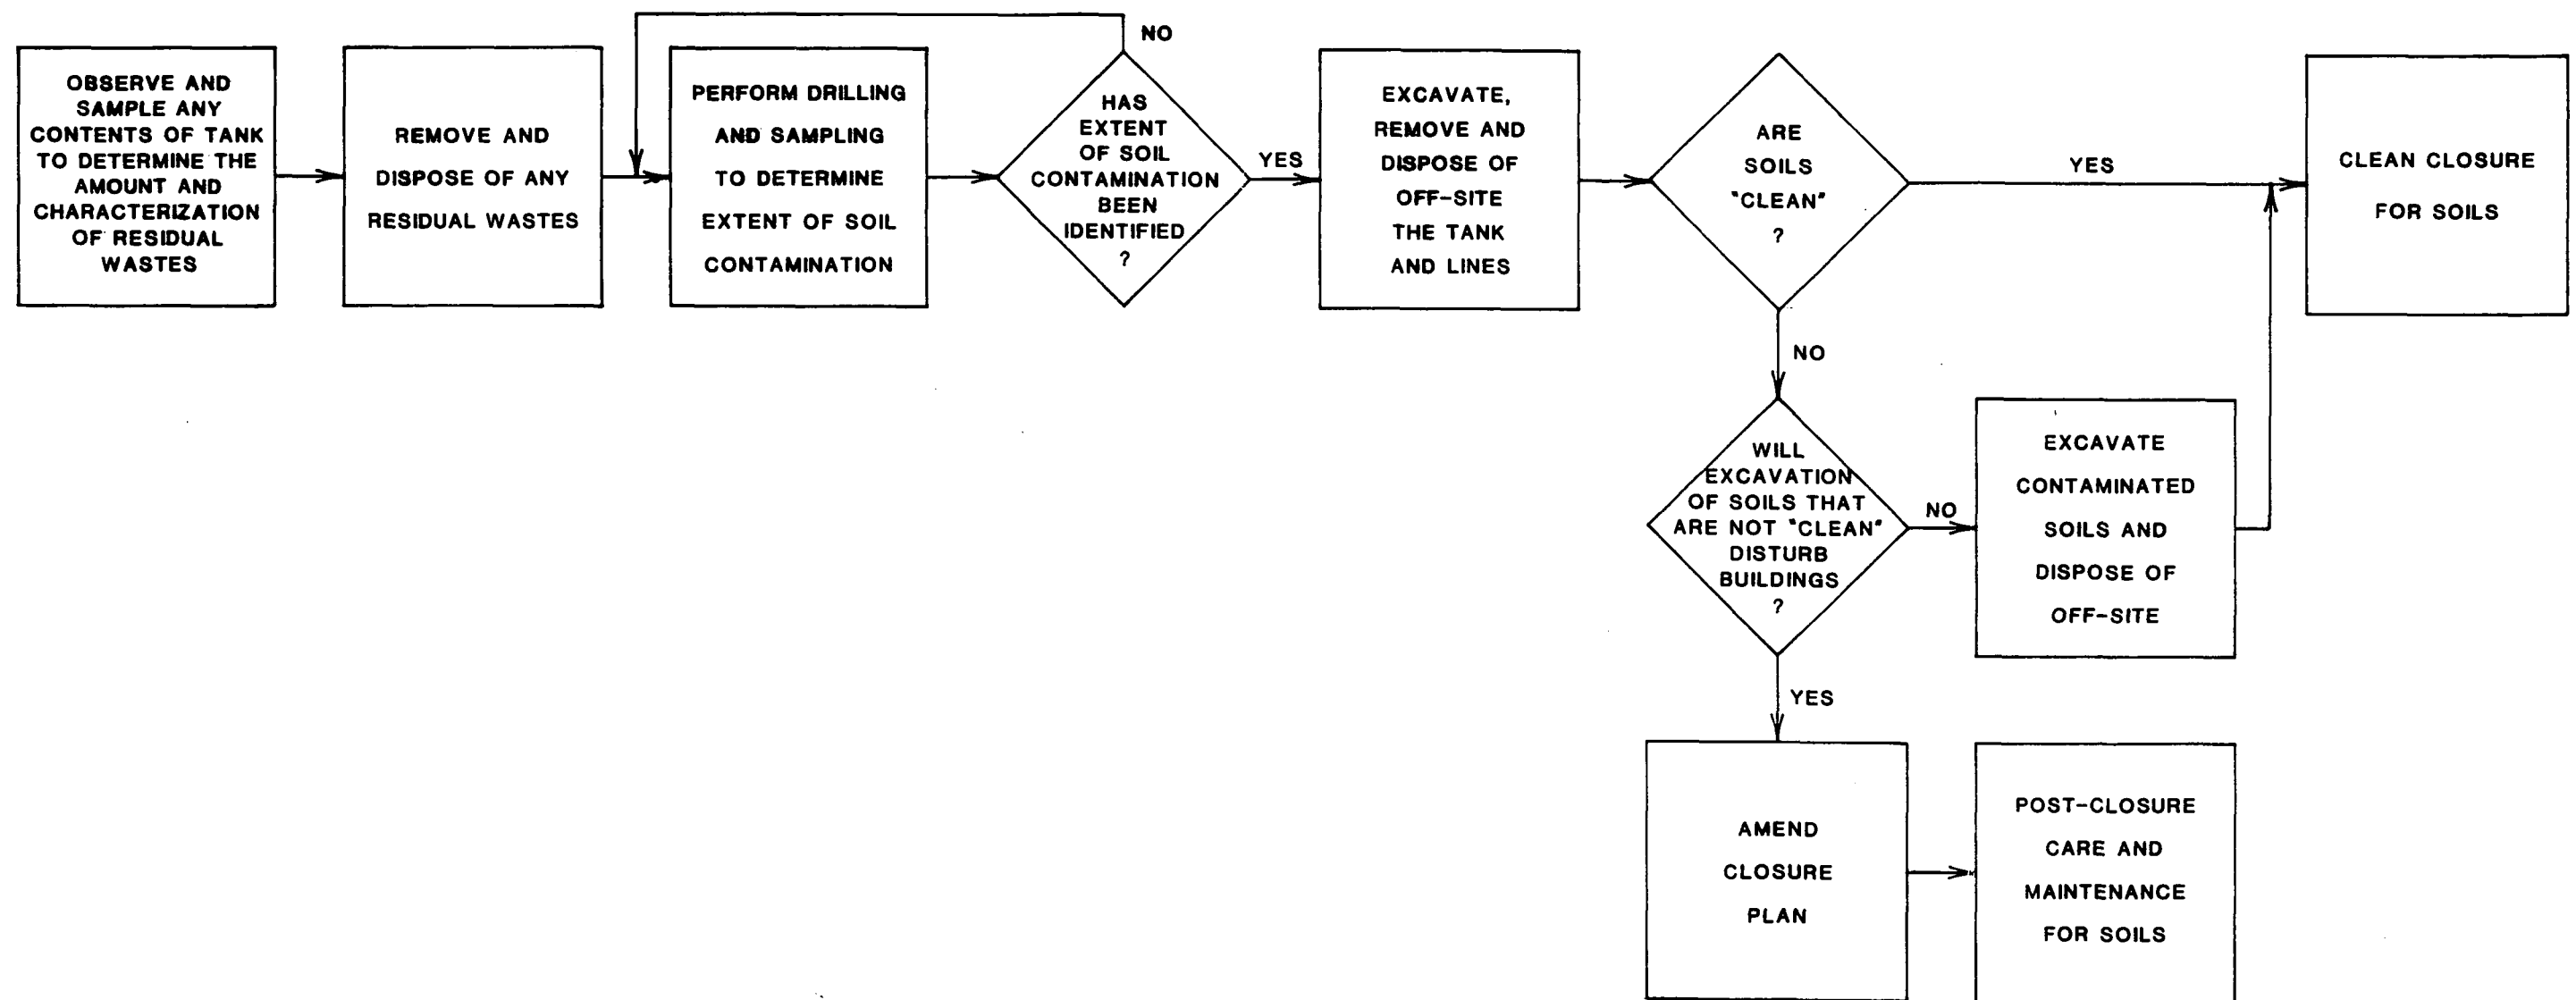 OBSERVE AND
SAMPLE ANY
CONTENTS OF TANK
TO DETERMINE THE
AMOUNT AND
CHARACTERIZATION
OF RESIDUAL
WASTES
REMOVE AND
DISPOSE OF ANY
RESIDUAL WASTES
PERFORM DRILLING
AND SAMPLING
TO DETERMINE
EXTENT OF SOIL
CONTAMINATION
NO
HAS
EXTENT
OF SOIL
CONTAMINATION
BEEN
IDENTIFIED
?
YES
EXCAVATE,
REMOVE AND
DISPOSE OF
OFF-SITE
THE TANK
AND LINES
ARE
SOILS
"CLEAN"
?
YES
CLEAN CLOSURE
FOR SOILS
NO
WILL
EXCAVATION
OF SOILS THAT
ARE NOT "CLEAN"
DISTURB
BUILDINGS
?
NO
EXCAVATE
CONTAMINATED
SOILS AND
DISPOSE OF
OFF-SITE
YES
AMEND
CLOSURE
PLAN
POST-CLOSURE
CARE AND
MAINTENANCE
FOR SOILS